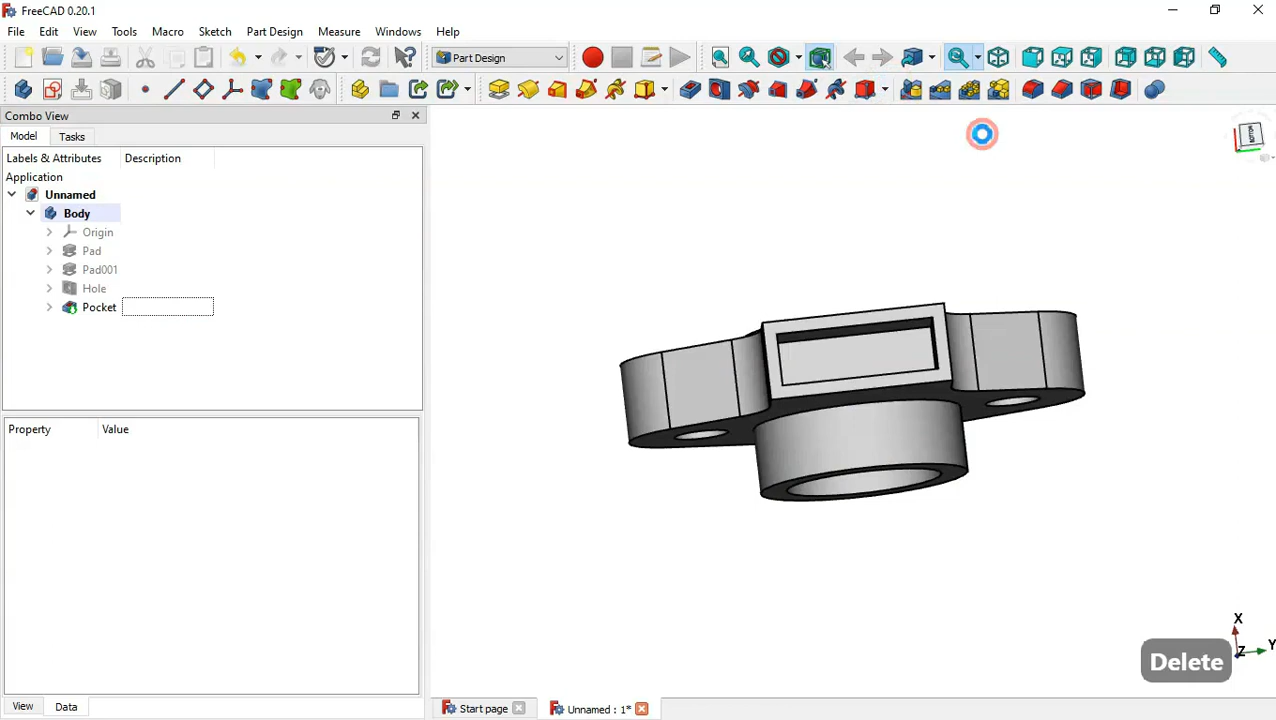 FreeCAD 0.20.1
File Edit View Tools Macro Sketch Part Design Measure Windows Help
Part Design
Combo View
Model Tasks
Labels & Attributes Description
Application
Unnamed
Body
Origin
Pad
Pad001
Hole
Pocket
Property Value
BOTTOM
X
Y
Z
Delete
View Data
Start page Unnamed : 1*